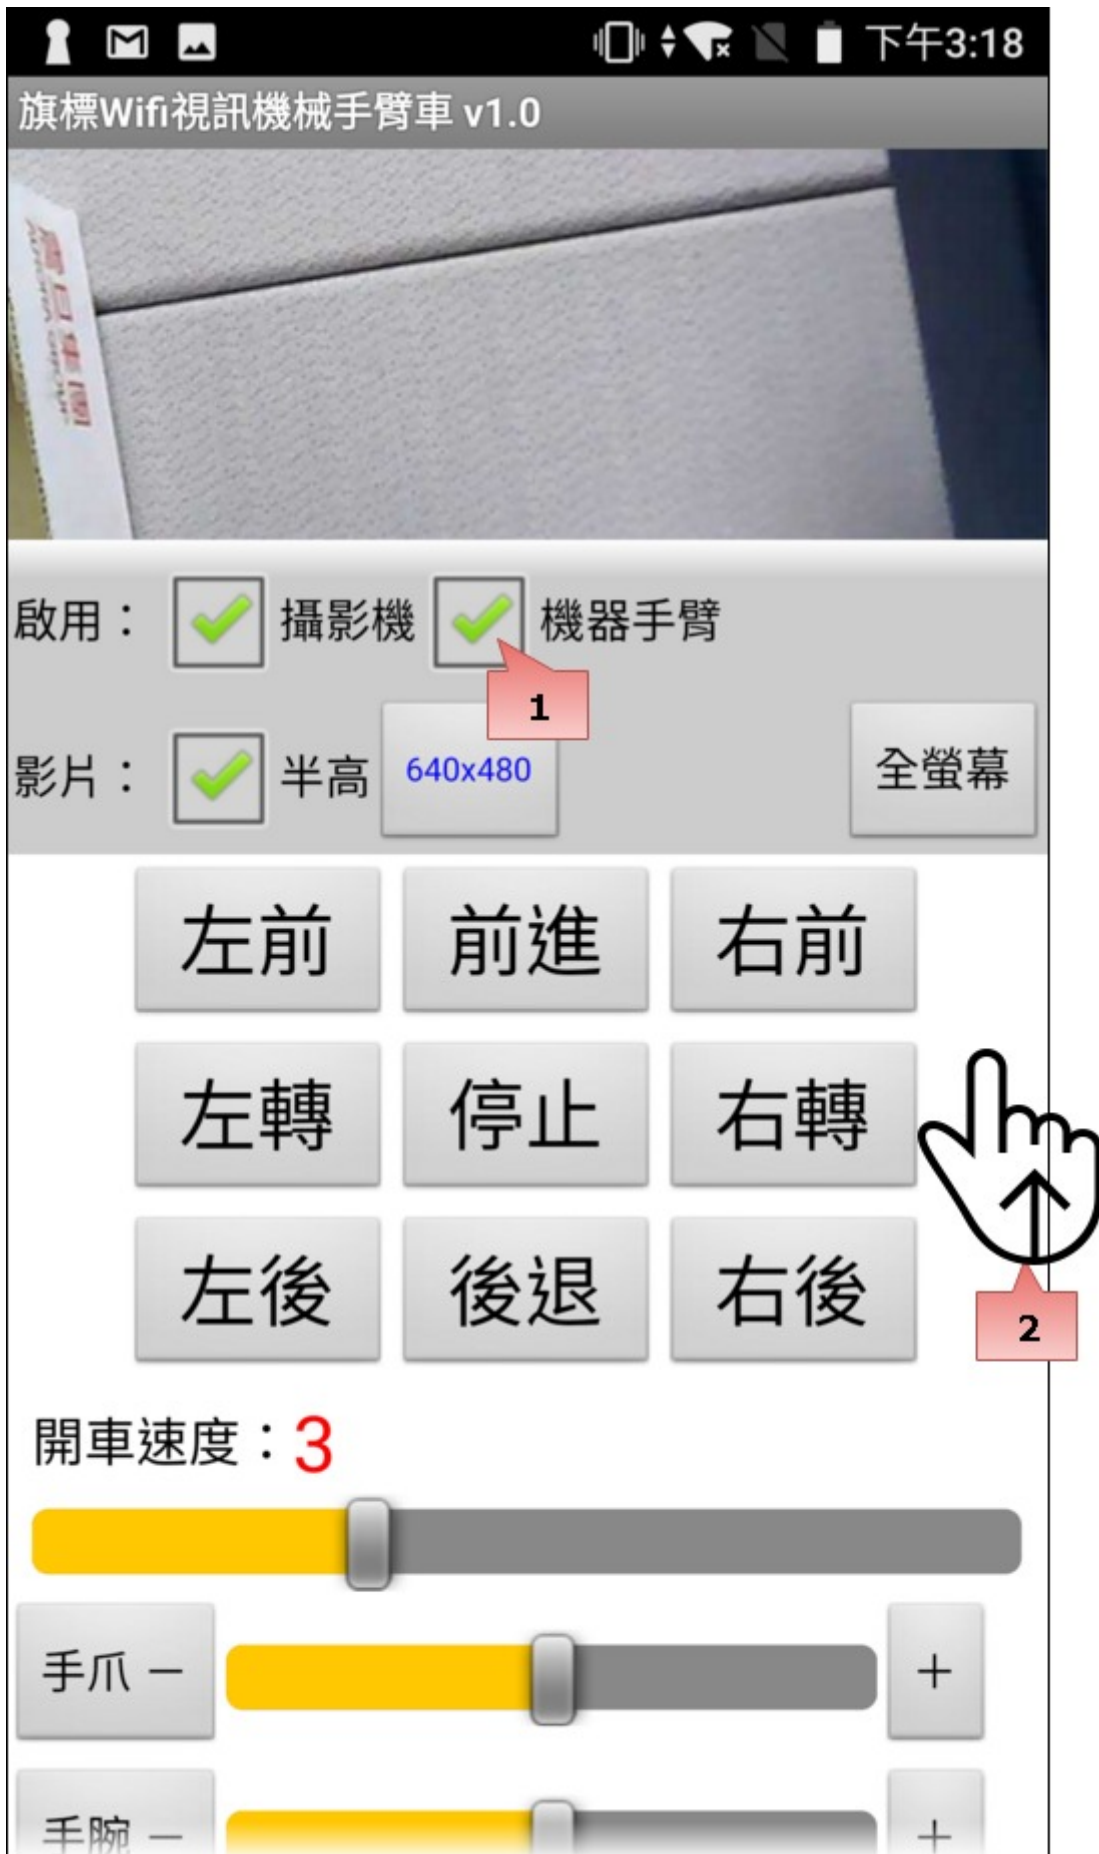 下午3:18
旗標Wifi視訊機械手臂車 v1.0
啟用： 攝影機 機器手臂
1
影片： 半高 640x480 全螢幕
左前 前進 右前
左轉 停止 右轉
左後 後退 右後
2
開車速度：3
手爪 － ＋
手腕 － ＋